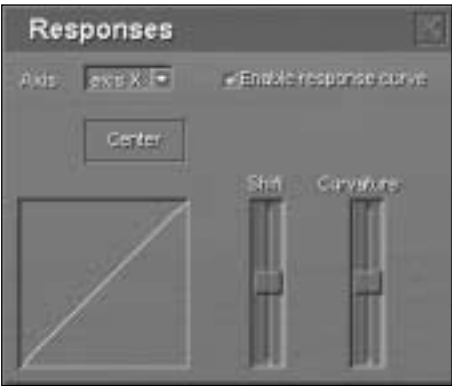 Responses
Axis axis X Enable response curve
Center
Shift Curvature